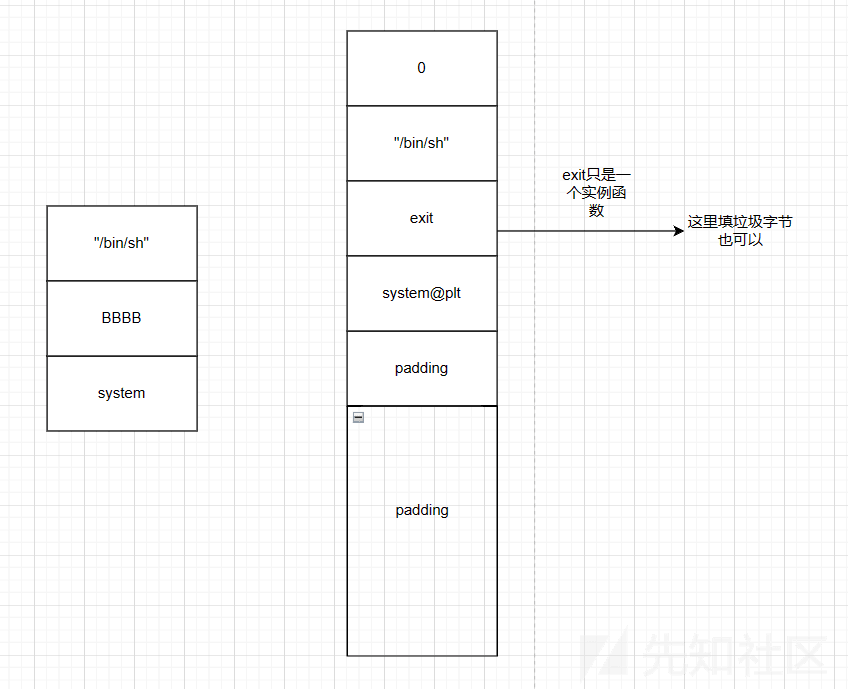 "/bin/sh"
BBBB
system
0
"/bin/sh"
exit
system@plt
padding
padding
exit只是一
个实例函
数
这里填垃圾字节
也可以
先知社区